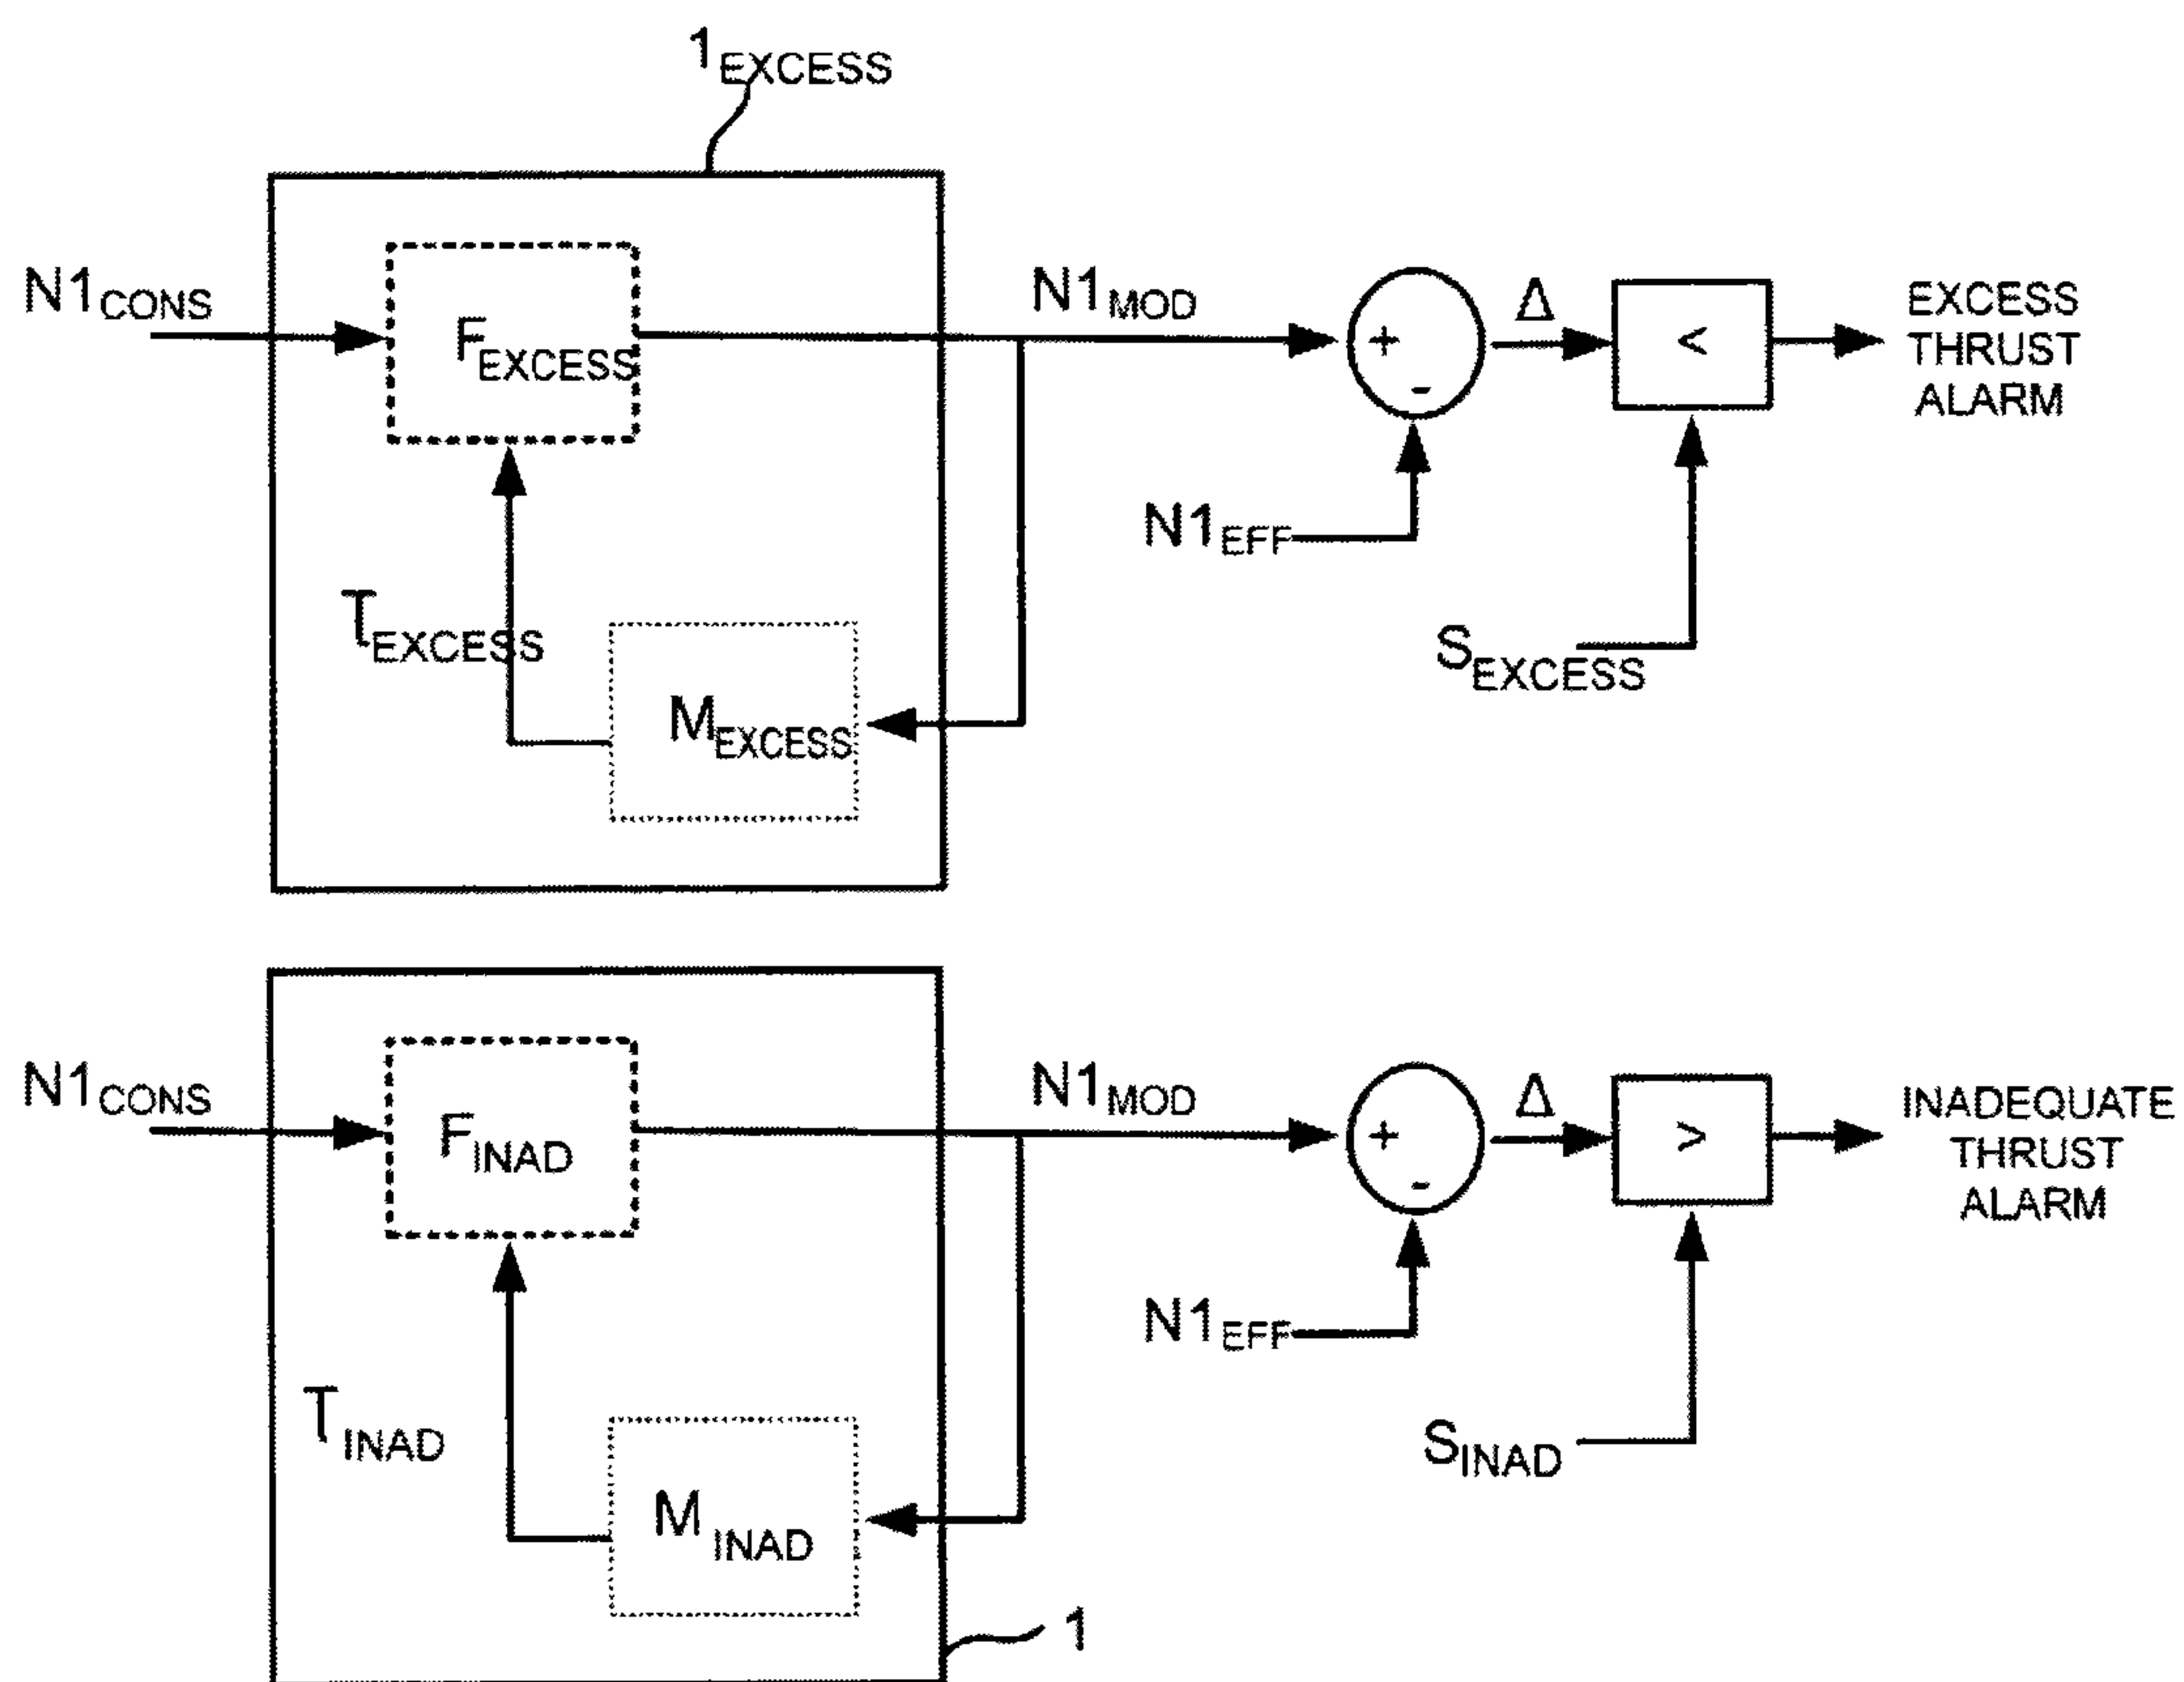 1EXCESS
N1CONS
FEXCESS
N1MOD
+
-
Δ
<
EXCESS
THRUST
ALARM
N1EFF
TEXCESS
MEXCESS
SEXCESS
N1CONS
FINAD
N1MOD
+
-
Δ
>
INADEQUATE
THRUST
ALARM
N1EFF
TINAD
MINAD
SINAD
1